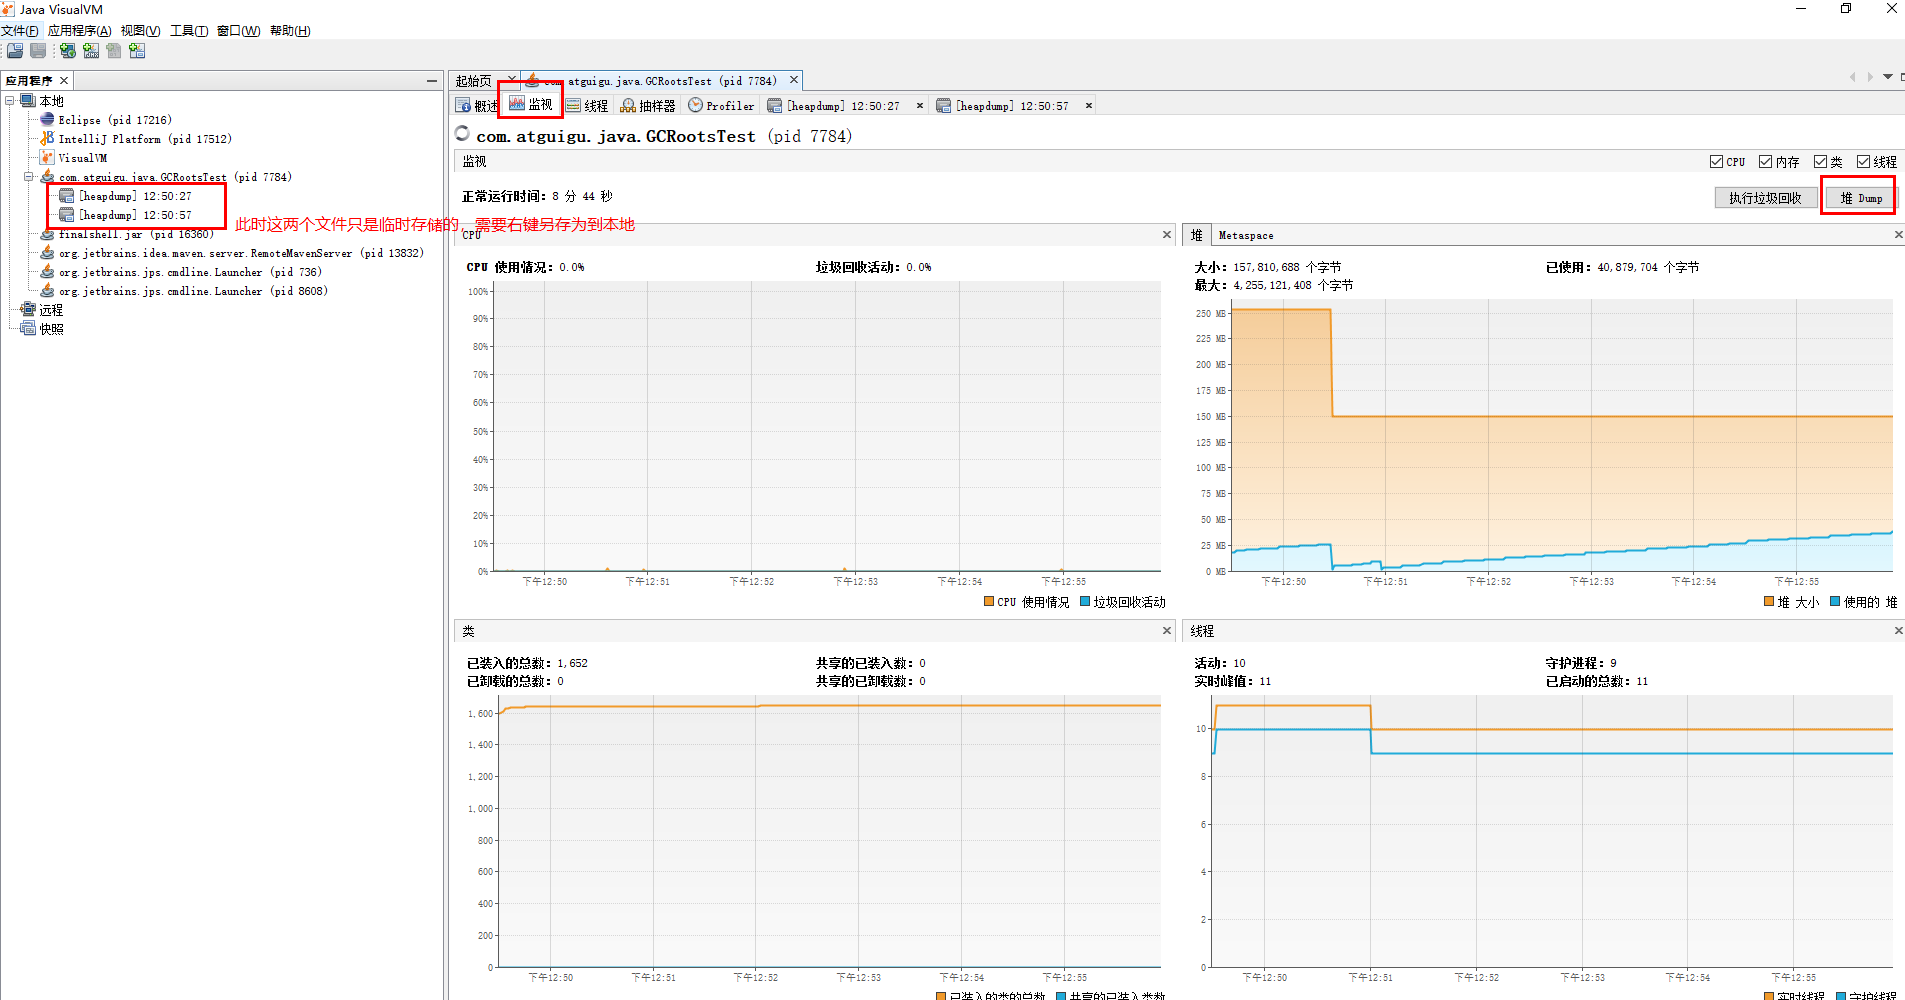 Java VisualVM
文件(F) 应用程序(A) 视图(V) 工具(T) 窗口(W) 帮助(H)
应用程序
本地
Eclipse (pid 17216)
IntelliJ Platform (pid 17512)
VisualVM
com.atguigu.java.GCRootsTest (pid 7784)
[heapdump] 12:50:27
[heapdump] 12:50:57
finalshell.jar (pid 16360)
org.jetbrains.idea.maven.server.RemoteMavenServer (pid 13832)
org.jetbrains.jps.cmdline.Launcher (pid 736)
org.jetbrains.jps.cmdline.Launcher (pid 8608)
远程
快照
此时这两个文件只是临时存储的，需要右键另存为到本地
起始页 com.atguigu.java.GCRootsTest (pid 7784)
概述 监视 线程 抽样器 Profiler [heapdump] 12:50:27 [heapdump] 12:50:57
com.atguigu.java.GCRootsTest (pid 7784)
监视 CPU 内存 类 线程
正常运行时间: 8 分 44 秒 执行垃圾回收 堆 Dump
CPU
CPU 使用情况: 0.0% 垃圾回收活动: 0.0%
100%
90%
80%
70%
60%
50%
40%
30%
20%
10%
0%
下午12:50 下午12:51 下午12:52 下午12:53 下午12:54 下午12:55
CPU 使用情况 垃圾回收活动
堆 Metaspace
大小: 157,810,688 个字节 已使用: 40,879,704 个字节
最大: 4,255,121,408 个字节
250 MB
225 MB
200 MB
175 MB
150 MB
125 MB
100 MB
75 MB
50 MB
25 MB
0 MB
下午12:50 下午12:51 下午12:52 下午12:53 下午12:54 下午12:55
堆 大小 使用的 堆
类
已装入的总数: 1,652 共享的已装入数: 0
已卸载的总数: 0 共享的已卸载数: 0
1,600
1,400
1,200
1,000
800
600
400
200
0
下午12:50 下午12:51 下午12:52 下午12:53 下午12:54 下午12:55
已装入的类的总数 共享的已装入类数
线程
活动: 10 守护进程: 9
实时峰值: 11 已启动的总数: 11
10
8
6
4
2
0
下午12:50 下午12:51 下午12:52 下午12:53 下午12:54 下午12:55
实时线程 守护线程